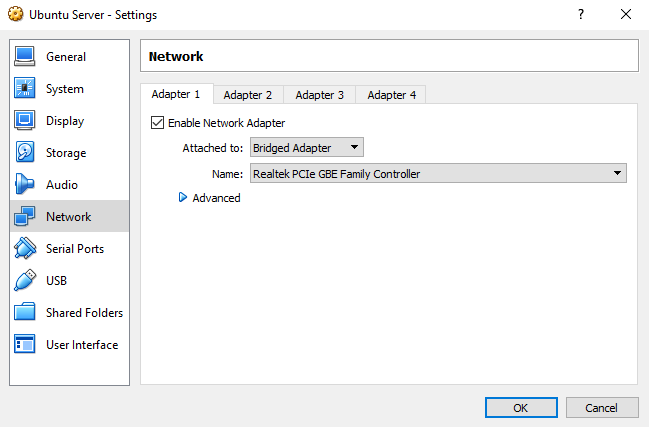 Ubuntu Server - Settings
?
General
System
Display
Storage
Audio
Network
Serial Ports
USB
Shared Folders
User Interface
Network
Adapter 1 Adapter 2 Adapter 3 Adapter 4
Enable Network Adapter
Attached to: Bridged Adapter
Name: Realtek PCIe GBE Family Controller
Advanced
OK Cancel